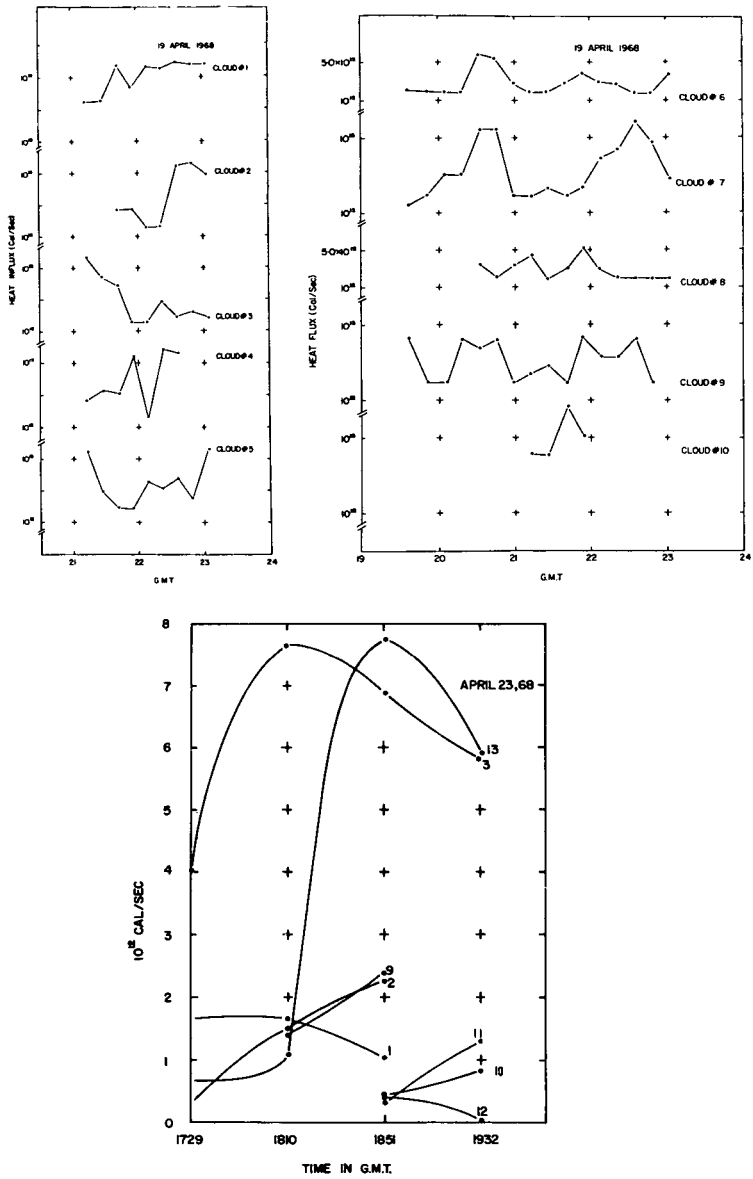 19 APRIL 1968
CLOUD#1
CLOUD#2
CLOUD#3
CLOUD#4
CLOUD#5
HEAT INFLUX (Cal/Sec)
21
22
23
24
G.M.T
19 APRIL 1968
5·0×10
CLOUD# 6
CLOUD # 7
CLOUD# 8
CLOUD #9
CLOUD #10
HEAT FLUX (Cal/Sec)
19
20
21
22
23
24
G.M.T.
8
7
6
5
4
3
2
1
0
10¹² CAL/SEC
APRIL 23,68
13
3
9
2
1
11
10
12
1729
1810
1851
1932
TIME IN G.M.T.